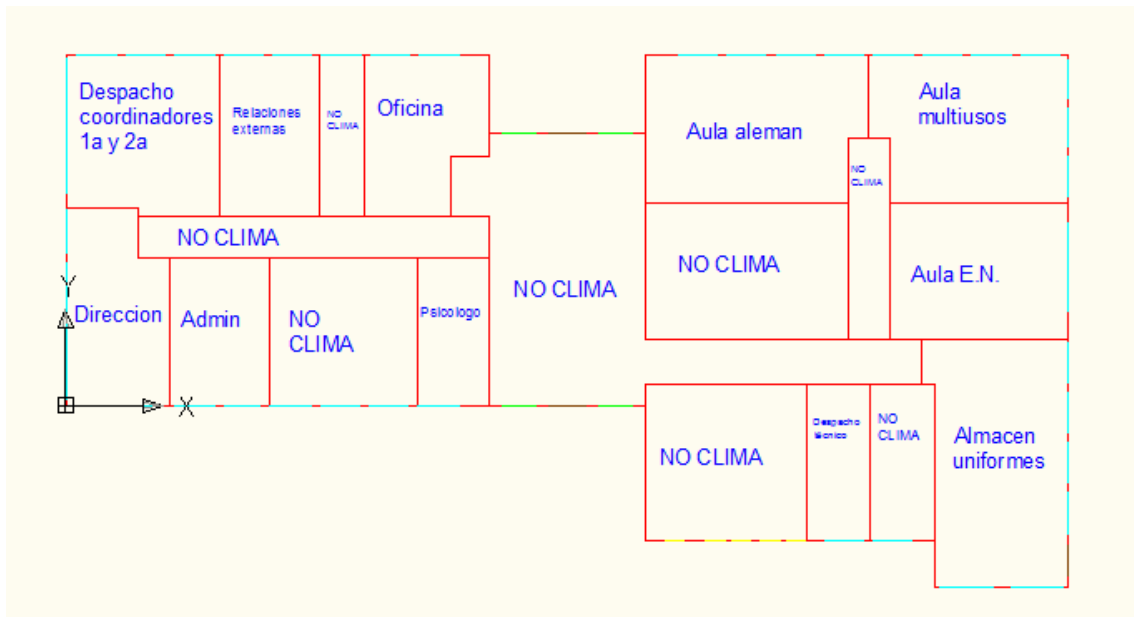 Despacho
coordinadores
1a y 2a
Relaciones
externas
NO
CLIMA
Oficina
Aula aleman
Aula
multiusos
NO
CLIMA
NO CLIMA
NO CLIMA
Aula E.N.
NO CLIMA
Y
Direccion
Admin
NO
CLIMA
Psicologo
X
NO CLIMA
Despacho
técnico
NO
CLIMA
Almacen
uniformes